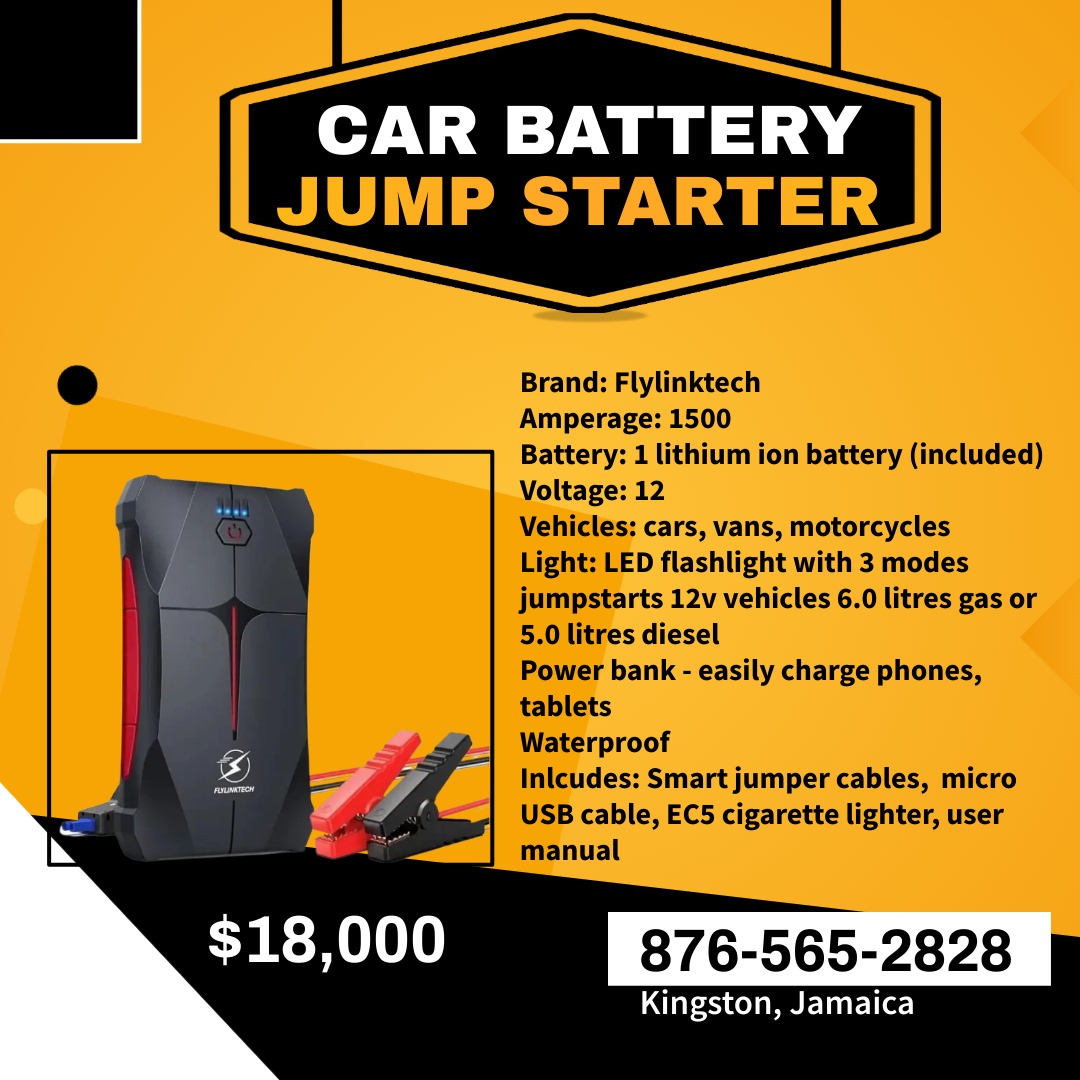 CAR BATTERY
JUMP STARTER
Brand: Flylinktech
Amperage: 1500
Battery: 1 lithium ion battery (included)
Voltage: 12
Vehicles: cars, vans, motorcycles
Light: LED flashlight with 3 modes
jumpstarts 12v vehicles 6.0 litres gas or
5.0 litres diesel
Power bank - easily charge phones,
tablets
Waterproof
Inlcudes: Smart jumper cables,  micro
USB cable, EC5 cigarette lighter, user
manual
FLYLINKTECH
$18,000
876-565-2828
Kingston, Jamaica